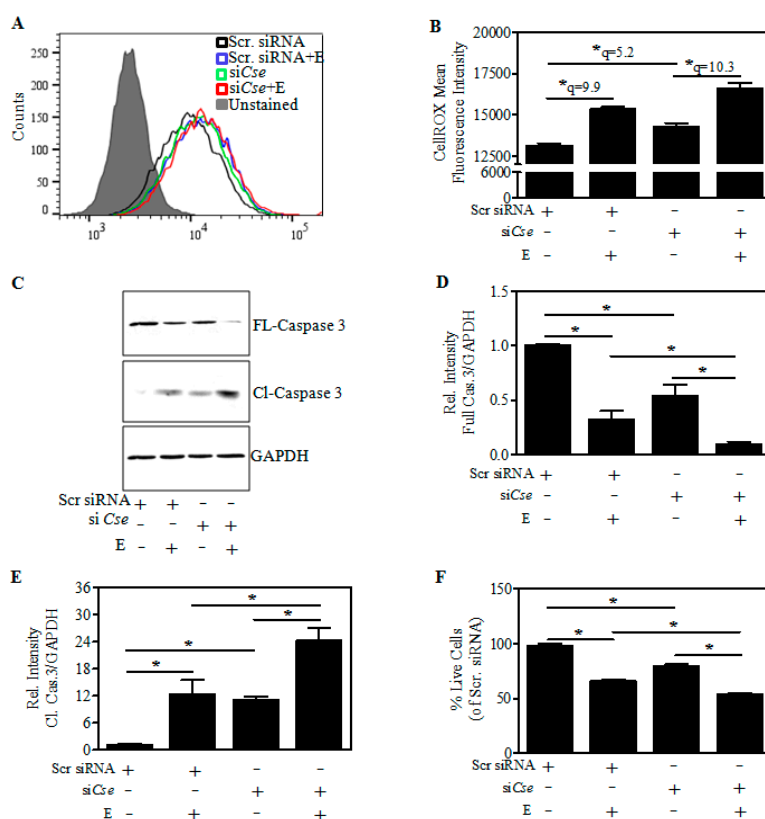 A
Counts
250
200
150
100
50
0
10³
10⁴
10⁵
Scr. siRNA
Scr. siRNA+E
siCse
siCse+E
Unstained
B
CellROX Mean
Fluorescence Intensity
20000
17500
15000
12500
6000
0
*q=5.2
*q=9.9
*q=10.3
Scr siRNA + + - -
siCse - - + +
E - + - +
C
FL-Caspase 3
Cl-Caspase 3
GAPDH
Scr siRNA + + - -
si Cse - - + +
E - + - +
D
Rel. Intensity
Full Cas.3/GAPDH
1.5
1.0
0.5
0.0
*
*
*
*
Scr siRNA + + - -
siCse - - + +
E - + - +
E
Rel. Intensity
Cl. Cas.3/GAPDH
36
30
24
18
12
6
0
*
*
*
*
Scr siRNA + + - -
siCse - - + +
E - + - +
F
% Live Cells
(of Scr. siRNA)
150
100
50
0
*
*
*
*
Scr siRNA + + - -
siCse - - + +
E - + - +